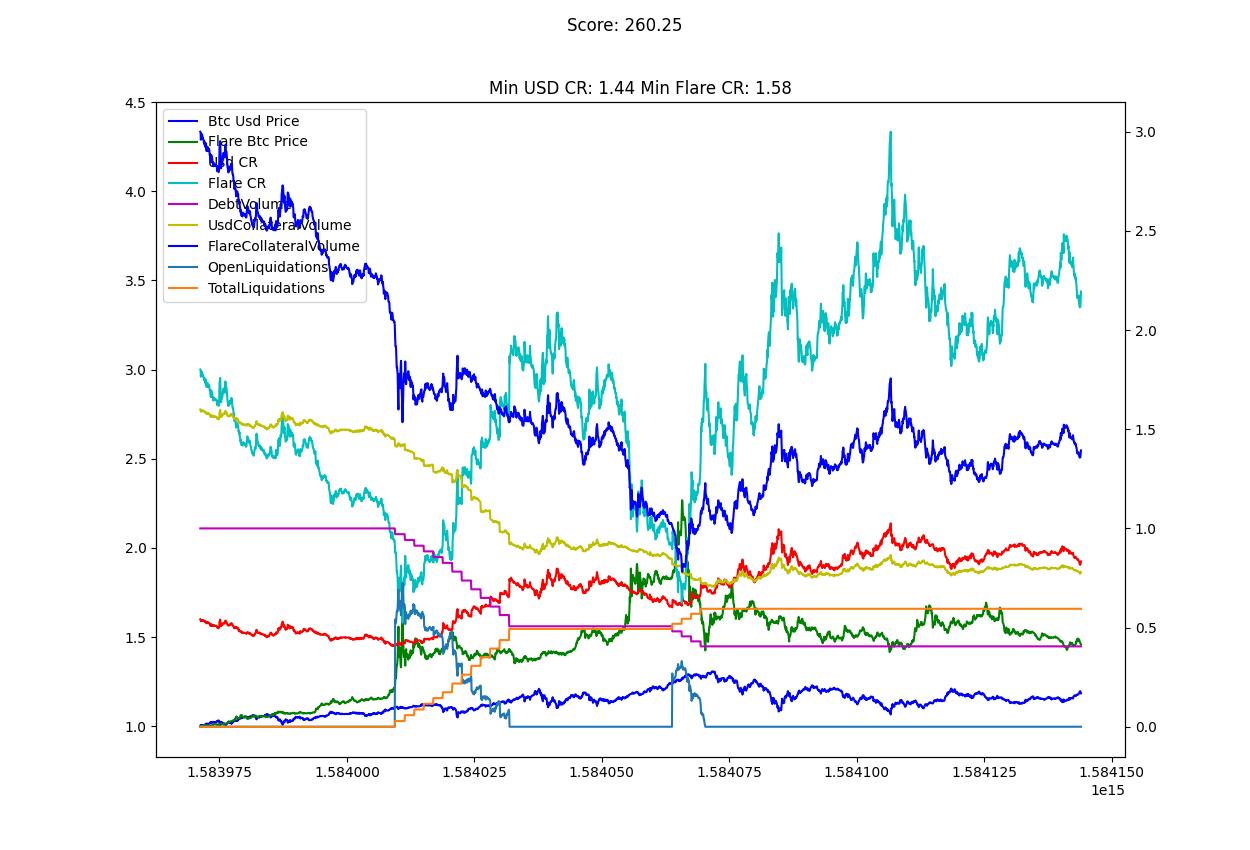 Score: 260.25
Min USD CR: 1.44 Min Flare CR: 1.58
Btc Usd Price
Flare Btc Price
Usd CR
Flare CR
DebtVolume
UsdCollateralVolume
FlareCollateralVolume
OpenLiquidations
TotalLiquidations
4.5
4.0
3.5
3.0
2.5
2.0
1.5
1.0
3.0
2.5
2.0
1.5
1.0
0.5
0.0
1.583975 1.584000 1.584025 1.584050 1.584075 1.584100 1.584125 1.584150
1e15